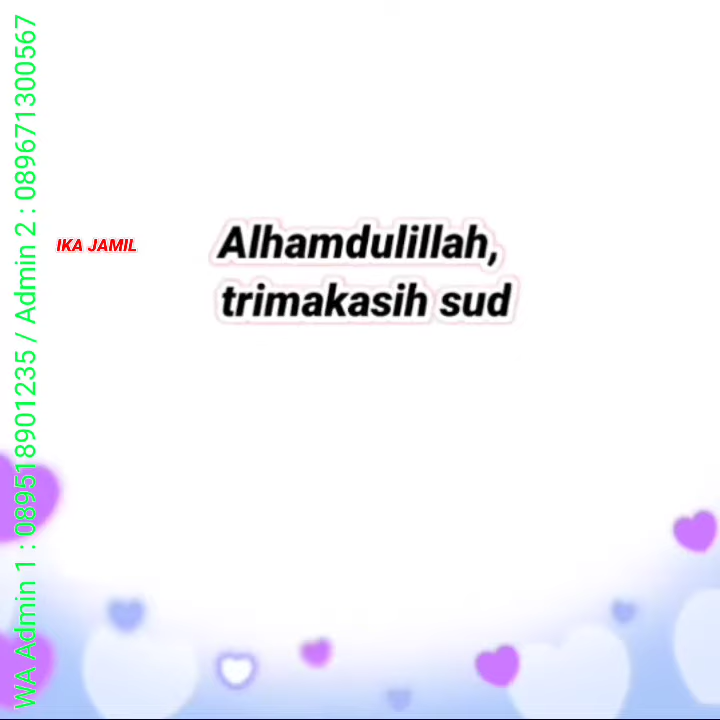 WA Admin 1 : 089518901235 / Admin 2 : 089671300567
IKA JAMIL
Alhamdulillah,
trimakasih sud